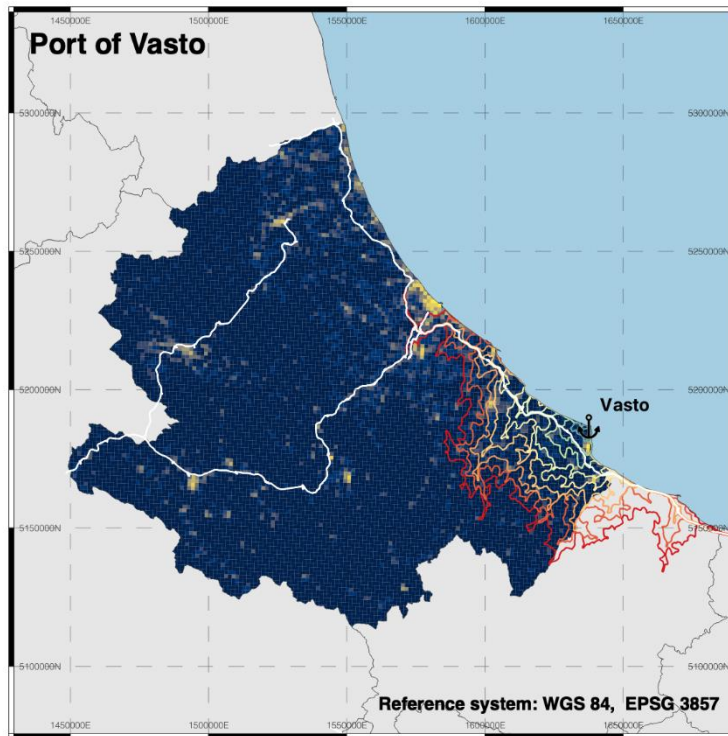 1450000E 1500000E 1550000E 1600000E 1650000E
Port of Vasto
5300000N 5300000N
5250000N 5250000N
5200000N 5200000N
Vasto
5150000N 5150000N
5100000N 5100000N
Reference system: WGS 84, EPSG 3857
1450000E 1500000E 1550000E 1600000E 1650000E